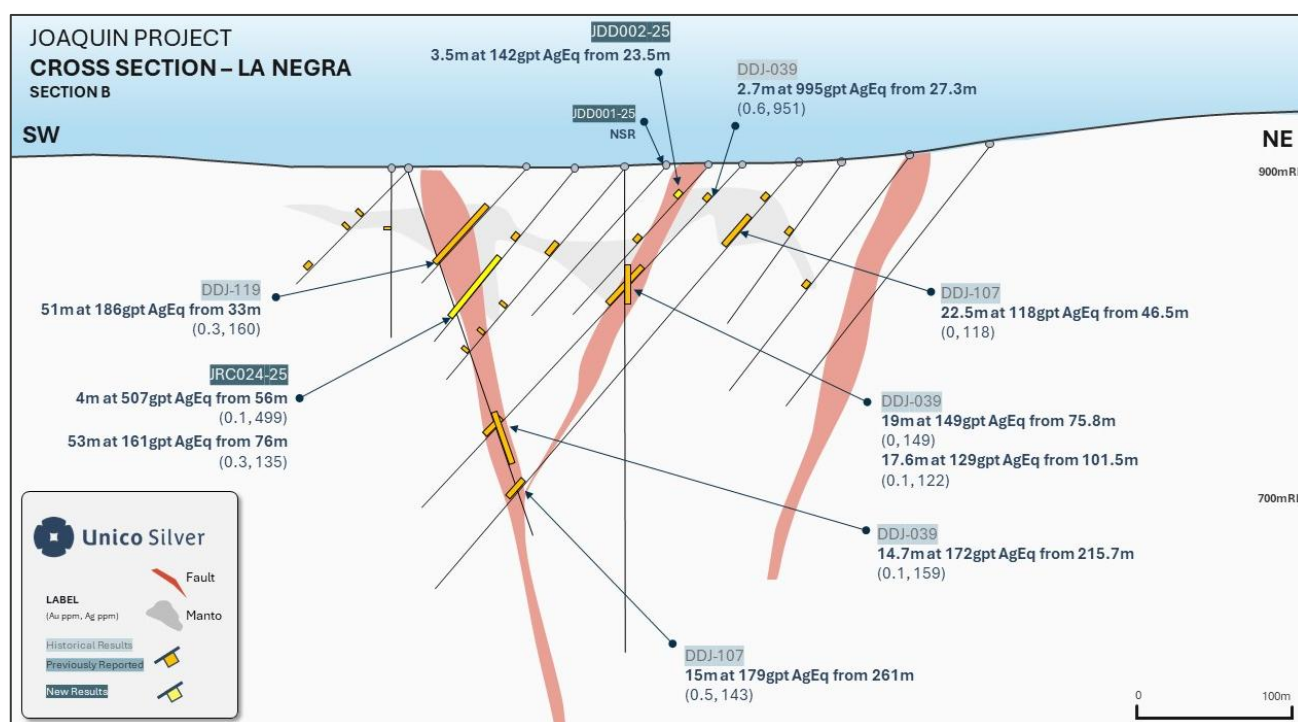 JOAQUIN PROJECT
CROSS SECTION – LA NEGRA
SECTION B
SW
NE
JDD002-25
3.5m at 142gpt AgEq from 23.5m
DDJ-039
2.7m at 995gpt AgEq from 27.3m
(0.6, 951)
JDD001-25
NSR
900mRl
DDJ-119
51m at 186gpt AgEq from 33m
(0.3, 160)
JRC024-25
4m at 507gpt AgEq from 56m
(0.1, 499)
53m at 161gpt AgEq from 76m
(0.3, 135)
DDJ-107
22.5m at 118gpt AgEq from 46.5m
(0, 118)
DDJ-039
19m at 149gpt AgEq from 75.8m
(0, 149)
17.6m at 129gpt AgEq from 101.5m
(0.1, 122)
700mRl
DDJ-039
14.7m at 172gpt AgEq from 215.7m
(0.1, 159)
DDJ-107
15m at 179gpt AgEq from 261m
(0.5, 143)
Unico Silver
Fault
LABEL
(Au ppm, Ag ppm)
Manto
Historical Results
Previously Reported
New Results
0
100m